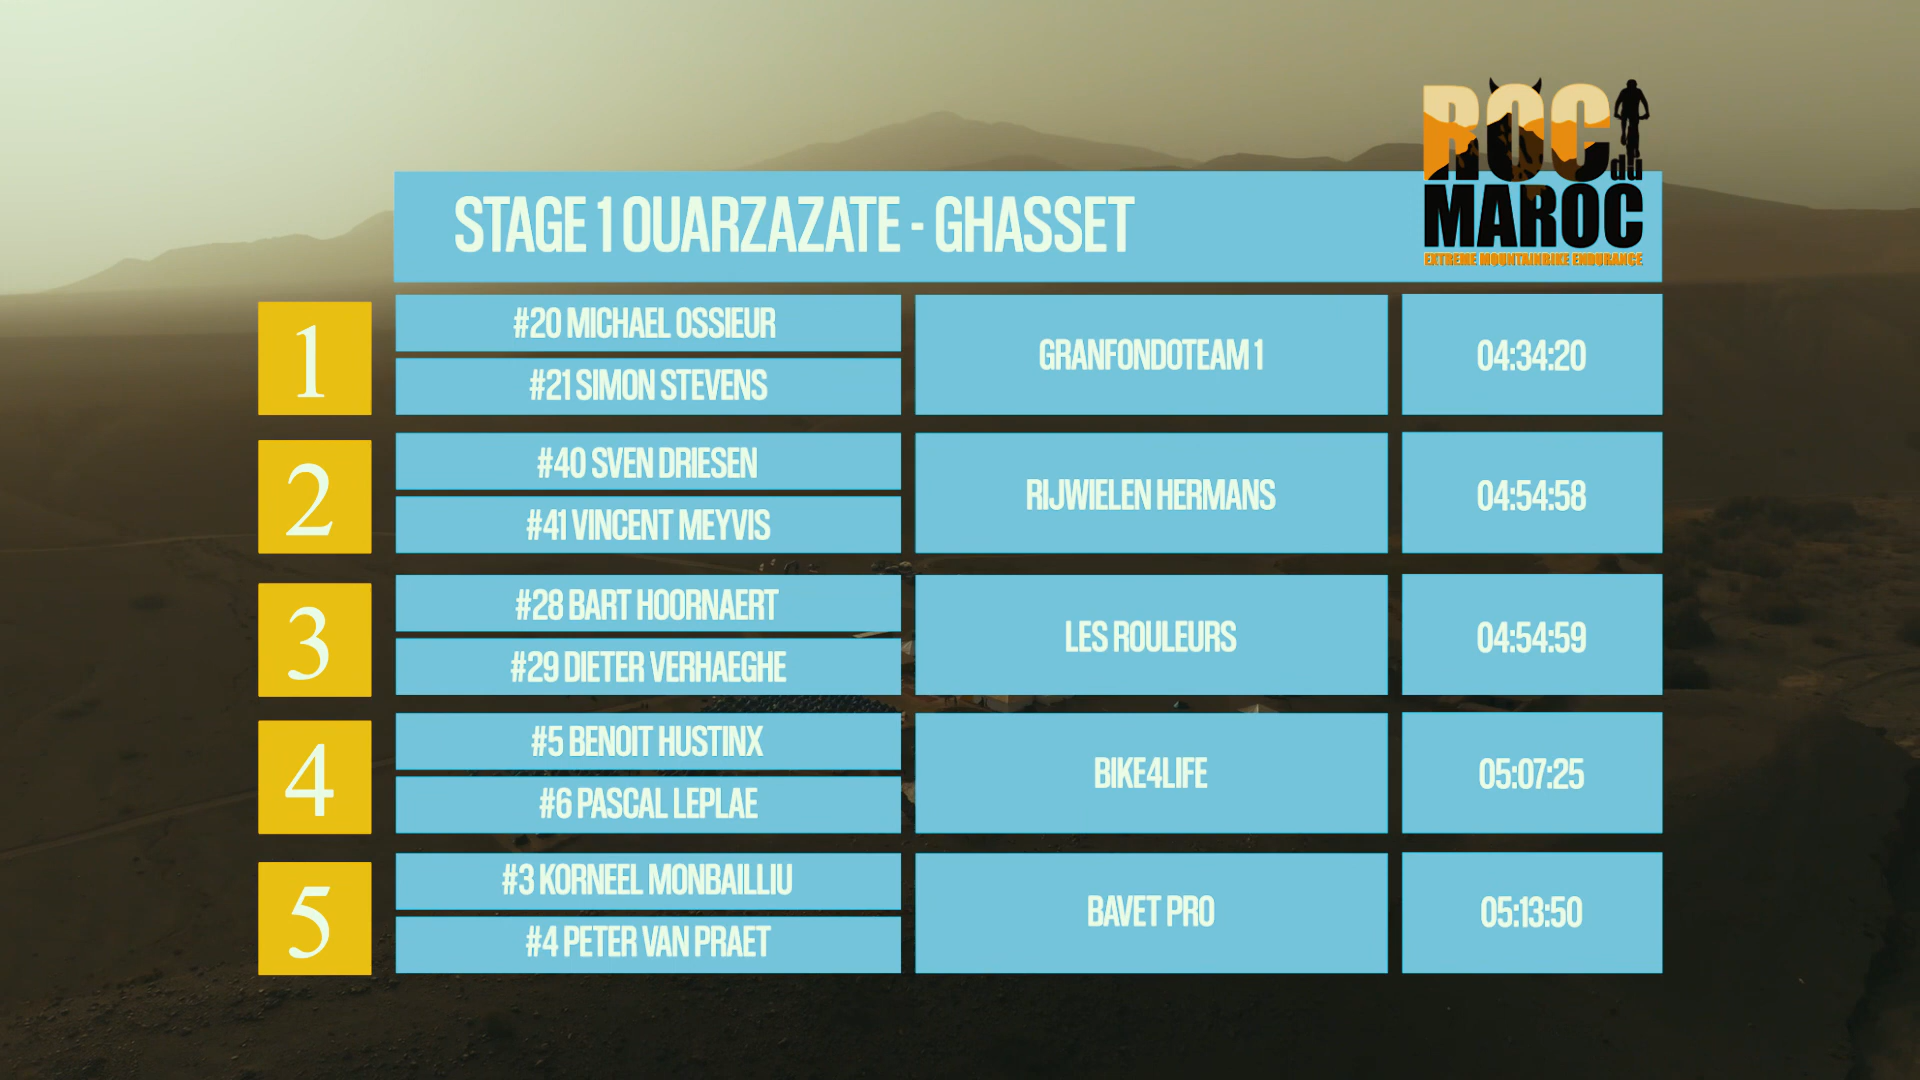 ROC
du
MAROC
EXTREME MOUNTAINBIKE ENDURANCE
STAGE 1 OUARZAZATE - GHASSET
1
#20 MICHAEL OSSIEUR
#21 SIMON STEVENS
GRANFONDOTEAM 1
04:34:20
2
#40 SVEN DRIESEN
#41 VINCENT MEYVIS
RIJWIELEN HERMANS
04:54:58
3
#28 BART HOORNAERT
#29 DIETER VERHAEGHE
LES ROULEURS
04:54:59
4
#5 BENOIT HUSTINX
#6 PASCAL LEPLAE
BIKE4LIFE
05:07:25
5
#3 KORNEEL MONBAILLIU
#4 PETER VAN PRAET
BAVET PRO
05:13:50